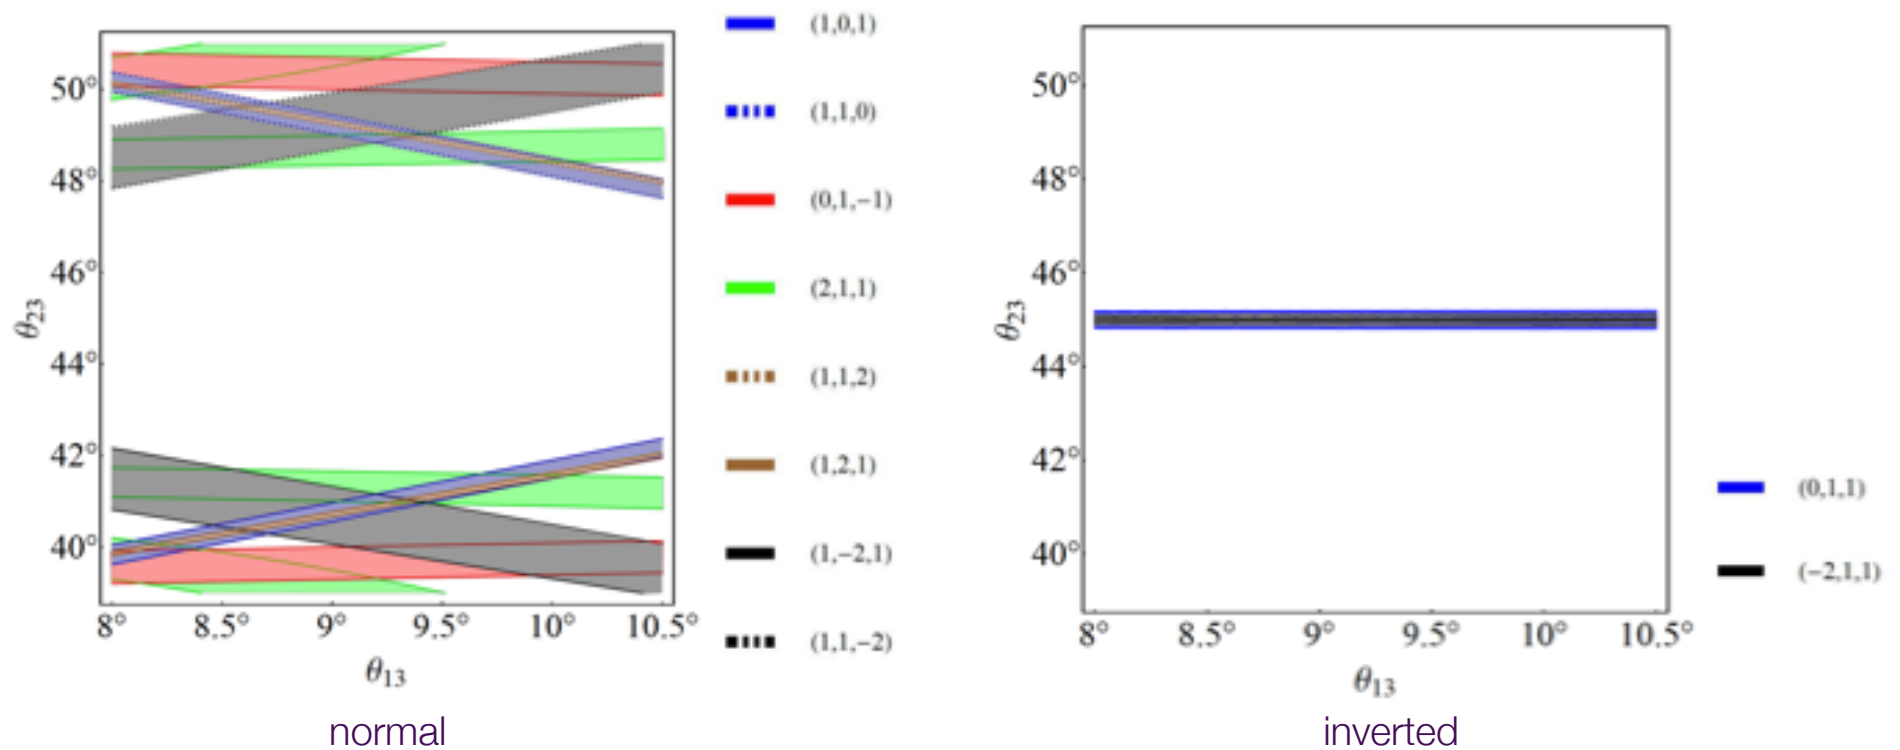 50°
48°
46°
44°
42°
40°
θ23
8° 8.5° 9° 9.5° 10° 10.5°
θ13
normal
(1,0,1)
(1,1,0)
(0,1,−1)
(2,1,1)
(1,1,2)
(1,2,1)
(1,−2,1)
(1,1,−2)
50°
48°
46°
44°
42°
40°
θ23
8° 8.5° 9° 9.5° 10° 10.5°
θ13
inverted
(0,1,1)
(−2,1,1)